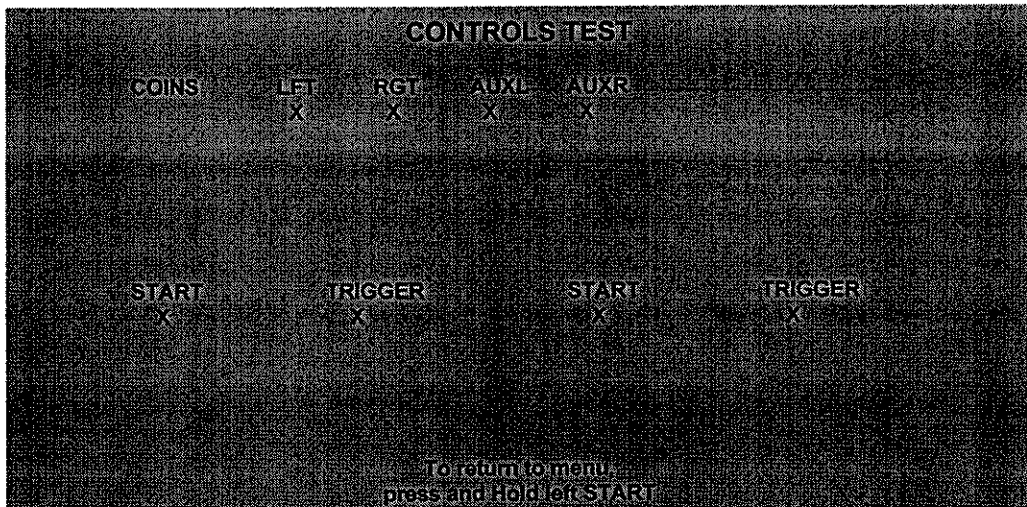 CONTROLS TEST
COINS LFT RGT AUXL AUXR
X X X X
START TRIGGER START TRIGGER
X X X X
To return to menu
press and Hold left START